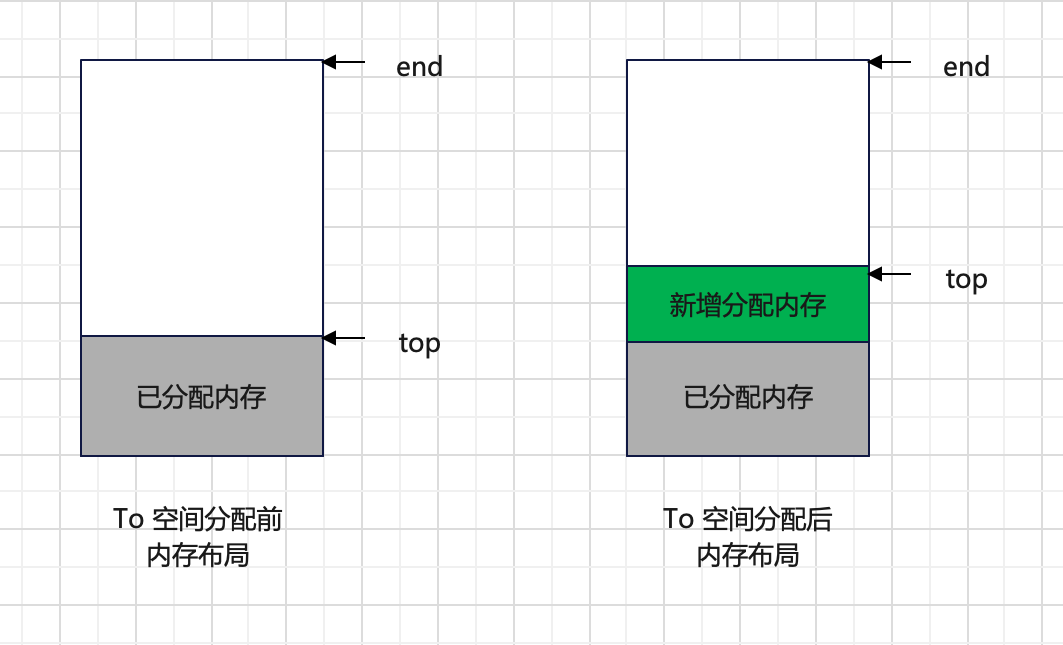 end
top
已分配内存
To 空间分配前
内存布局
end
top
新增分配内存
已分配内存
To 空间分配后
内存布局